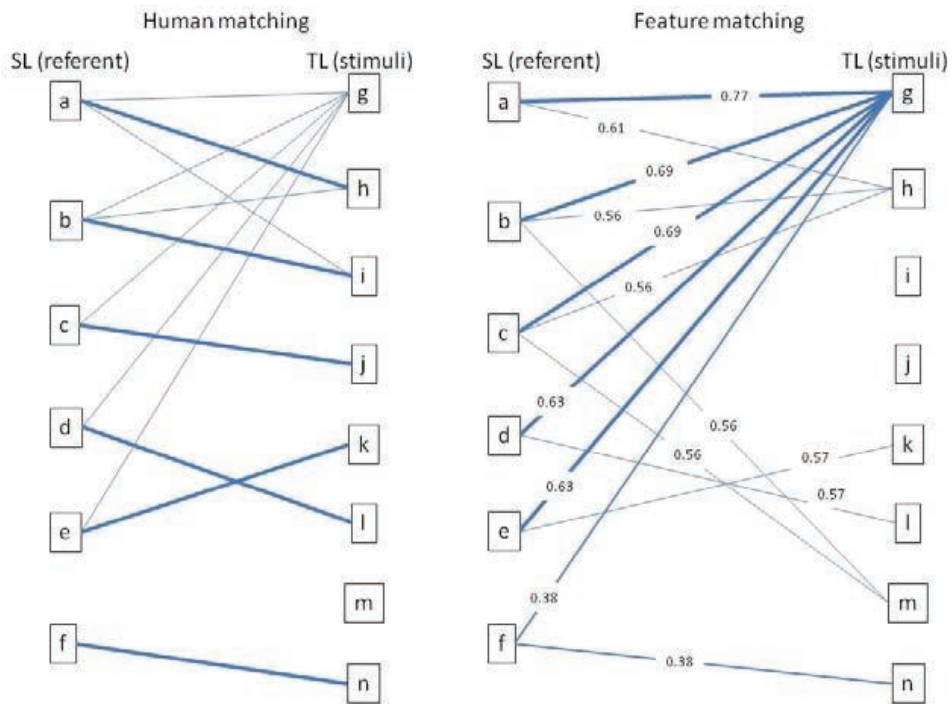 Human matching
SL (referent)
TL (stimuli)
a
b
c
d
e
f
g
h
i
j
k
l
m
n
Feature matching
SL (referent)
TL (stimuli)
a
b
c
d
e
f
0.77
0.61
0.69
0.56
0.69
0.56
0.63
0.56
0.56
0.57
0.63
0.57
0.38
0.38
g
h
i
j
k
l
m
n